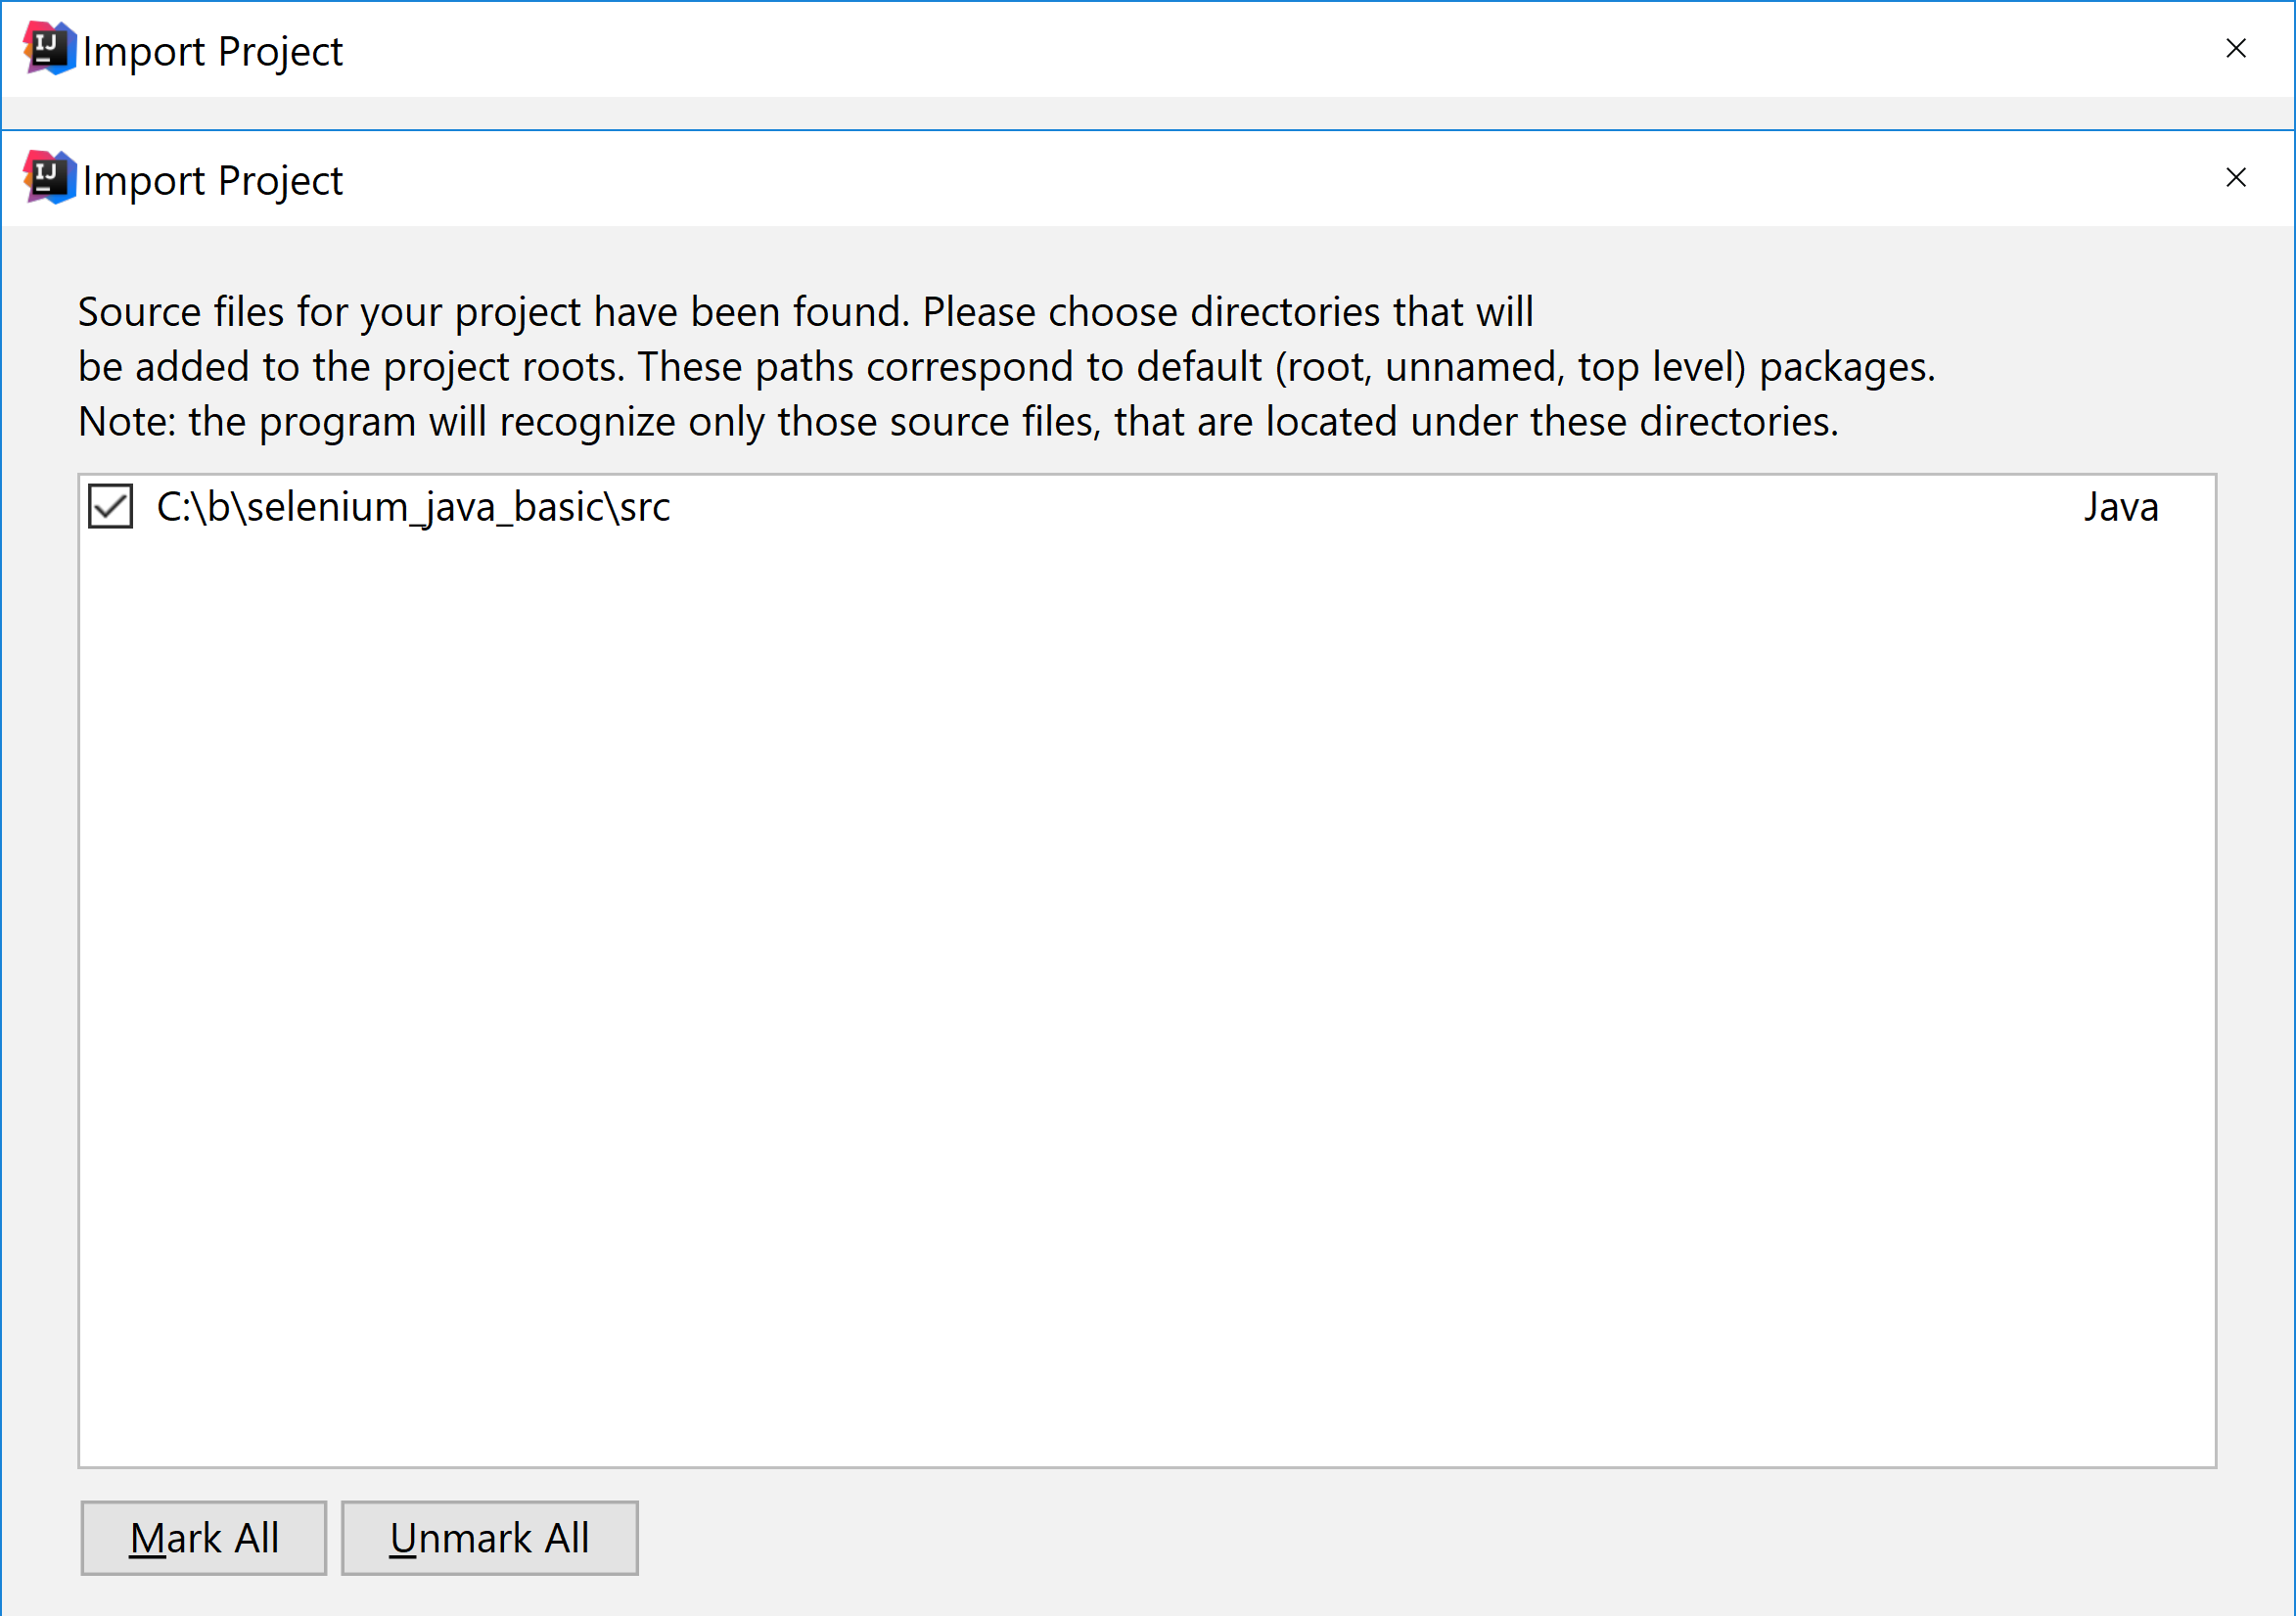 IJ Import Project
IJ Import Project
Source files for your project have been found. Please choose directories that will
be added to the project roots. These paths correspond to default (root, unnamed, top level) packages.
Note: the program will recognize only those source files, that are located under these directories.
C:\b\selenium_java_basic\src Java
Mark All Unmark All